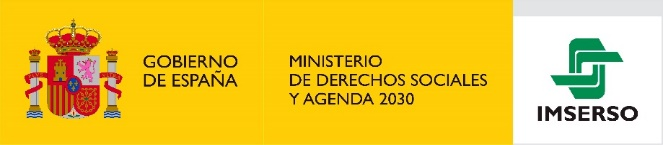 GOBIERNO
DE ESPAÑA
MINISTERIO
DE DERECHOS SOCIALES
Y AGENDA 2030
IMSERSO